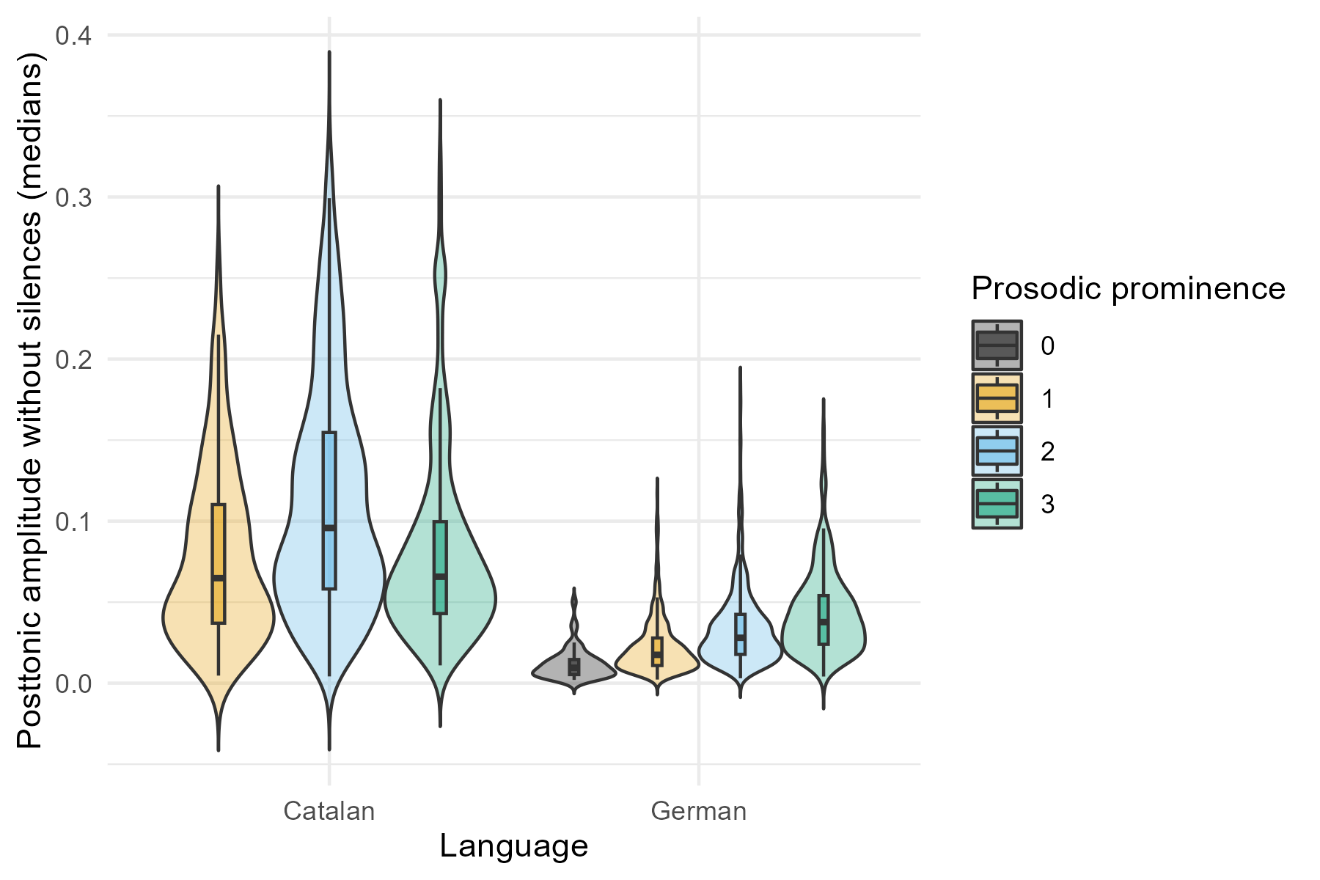 Posttonic amplitude without silences (medians)
0.4
0.3
0.2
0.1
0.0
Catalan
German
Language
Prosodic prominence
0
1
2
3